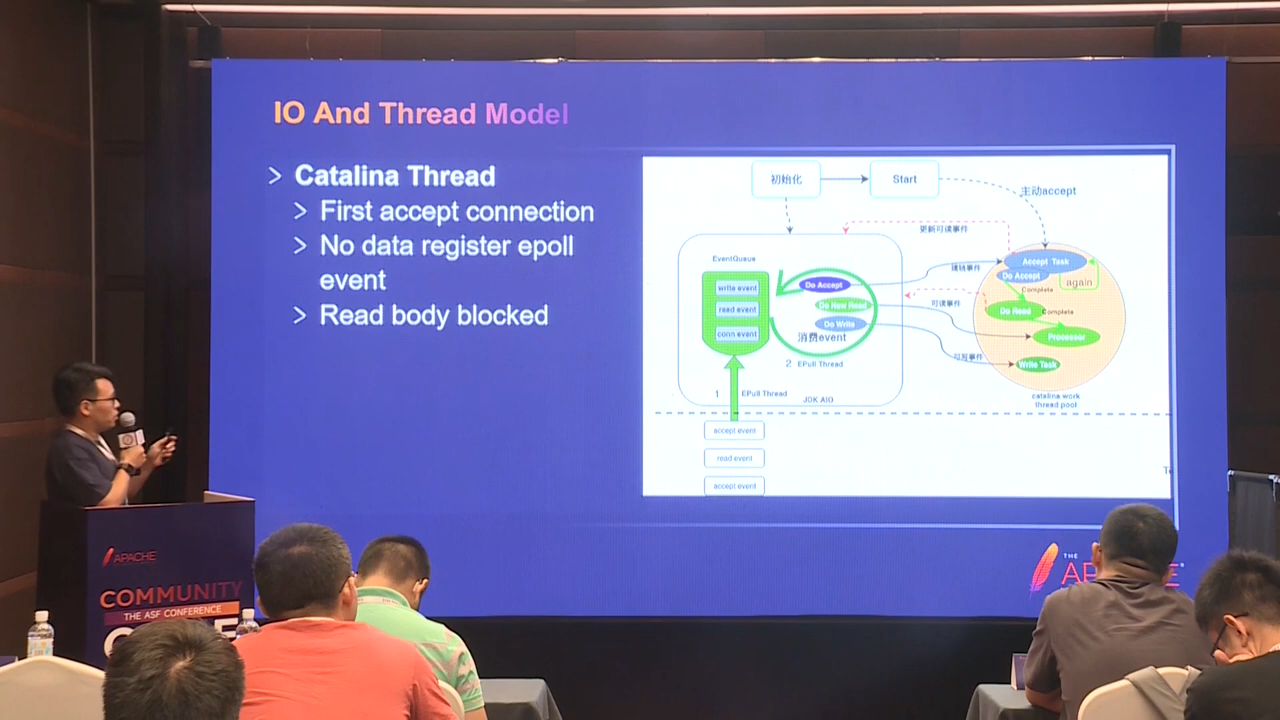 IO And Thread Model
> Catalina Thread
> First accept connection
> No data register epoll
event
> Read body blocked
初始化
Start
主动accept
更新可读事件
EventQueue
write event
read event
conn event
Do Accept
Do New Read
Do Write
消费event
2 EPull Thread
1 EPull Thread
JDK AIO
建链事件
可读事件
可写事件
Accept Task
Do Accept
again
Complete
Do Read
Complete
Processor
Write Task
catalina work
thread pool
accept event
read event
accept event
THE
APACHE
COMMUNITY
THE ASF CONFERENCE